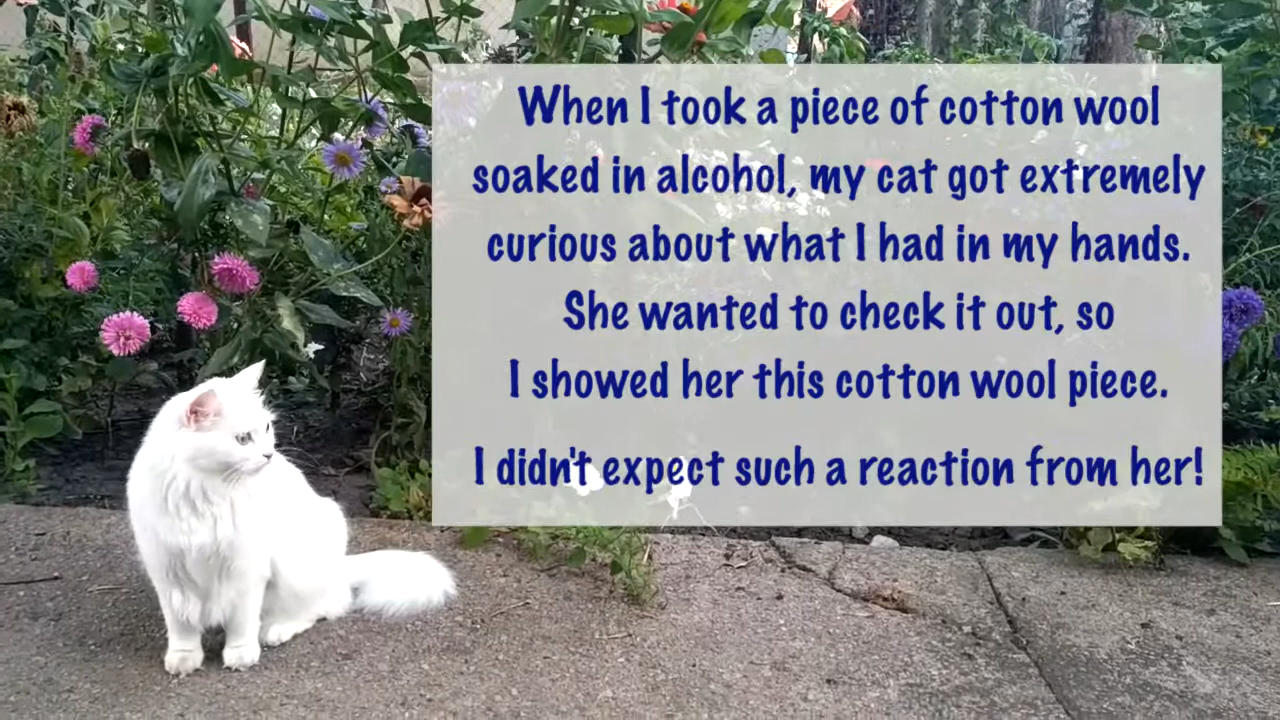 When I took a piece of cotton wool
soaked in alcohol, my cat got extremely
curious about what I had in my hands.
She wanted to check it out, so
I showed her this cotton wool piece.
I didn't expect such a reaction from her!